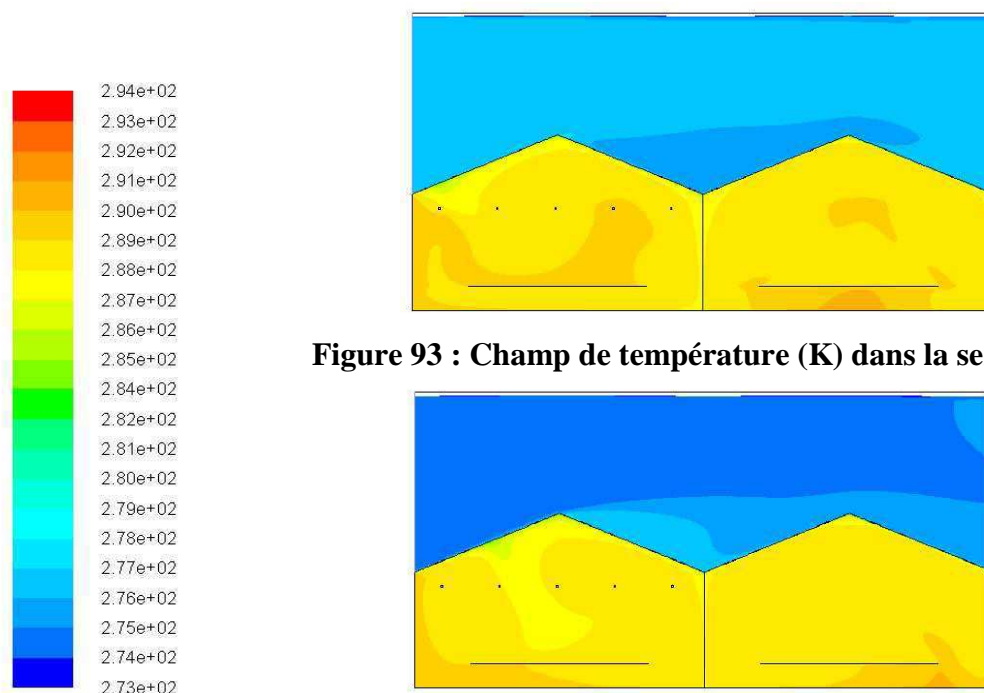 2.94e+02
2.93e+02
2.92e+02
2.91e+02
2.90e+02
2.89e+02
2.88e+02
2.87e+02
2.86e+02
2.85e+02
2.84e+02
2.82e+02
2.81e+02
2.80e+02
2.79e+02
2.78e+02
2.77e+02
2.76e+02
2.75e+02
2.74e+02
2.73e+02
Figure 93 : Champ de température (K) dans la se